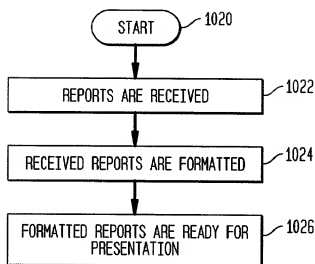 START
1020
REPORTS ARE RECEIVED
1022
RECEIVED REPORTS ARE FORMATTED
1024
FORMATTED REPORTS ARE READY FOR
PRESENTATION
1026